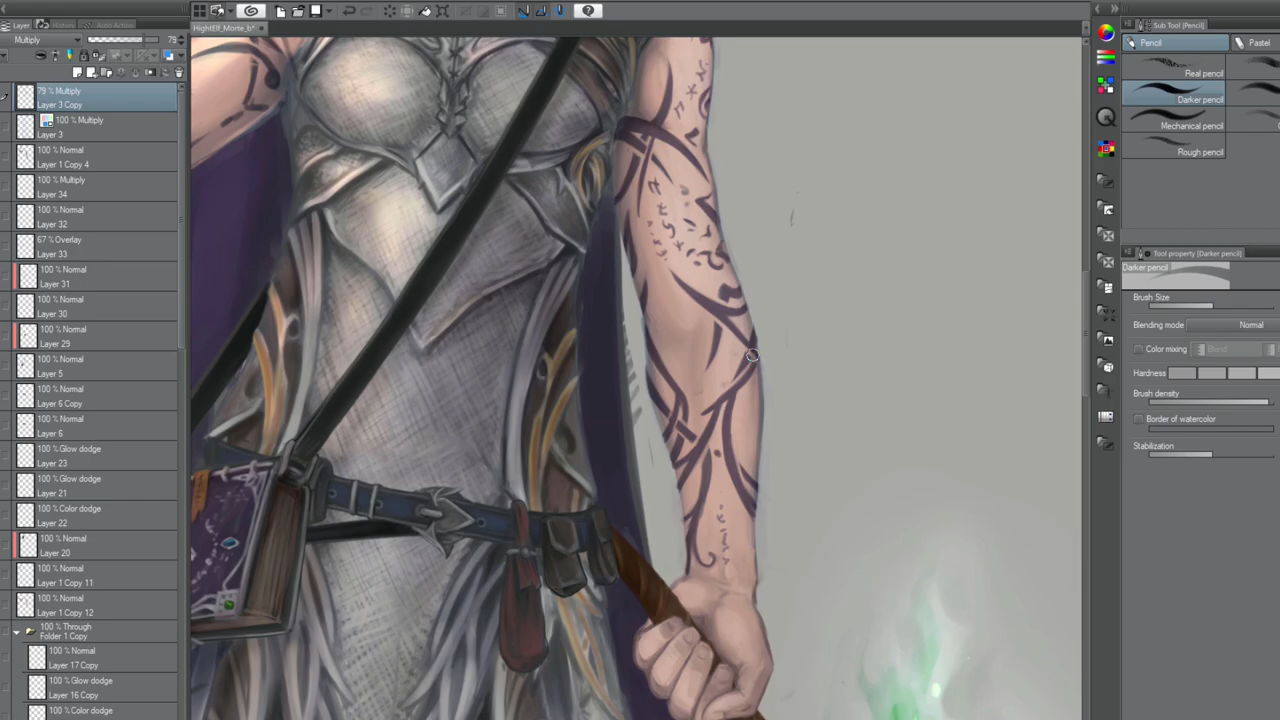 HightElf_Morte_b*
Layer
History
Auto Action
Multiply
79
79 % Multiply
Layer 3 Copy
100 % Multiply
Layer 3
100 % Normal
Layer 1 Copy 4
100 % Multiply
Layer 34
100 % Normal
Layer 32
67 % Overlay
Layer 33
100 % Normal
Layer 31
100 % Normal
Layer 30
100 % Normal
Layer 29
100 % Normal
Layer 5
100 % Normal
Layer 6 Copy
100 % Normal
Layer 6
100 % Glow dodge
Layer 23
100 % Glow dodge
Layer 21
100 % Color dodge
Layer 22
100 % Normal
Layer 20
100 % Normal
Layer 1 Copy 11
100 % Normal
Layer 1 Copy 12
100 % Through
Folder 1 Copy
100 % Normal
Layer 17 Copy
100 % Glow dodge
Layer 16 Copy
100 % Color dodge
Sub Tool (Pencil)
Pencil
Pastel
Real pencil
Darker pencil
Mechanical pencil
Rough pencil
Tool property (Darker pencil)
Darker pencil
Brush Size
Blending mode
Normal
Color mixing
Blend
Hardness
Brush density
Border of watercolor
Stabilization